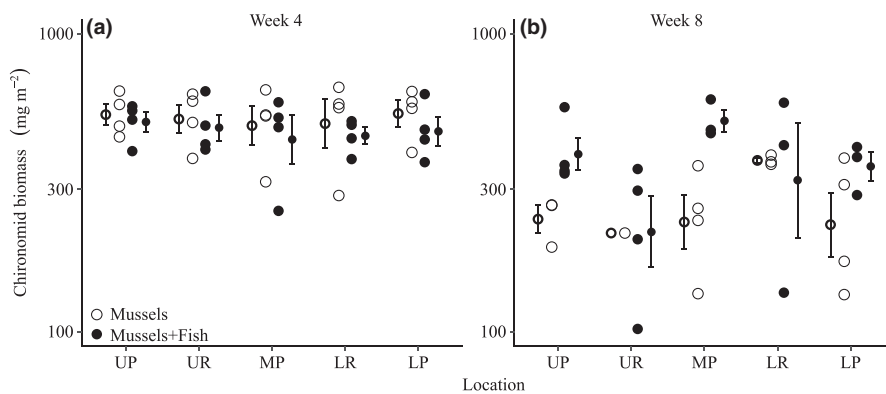 (a) Week 4
(b) Week 8
Chironomid biomass (mg m⁻²)
1000
300
100
1000
300
100
Mussels
Mussels+Fish
UP UR MP LR LP
UP UR MP LR LP
Location